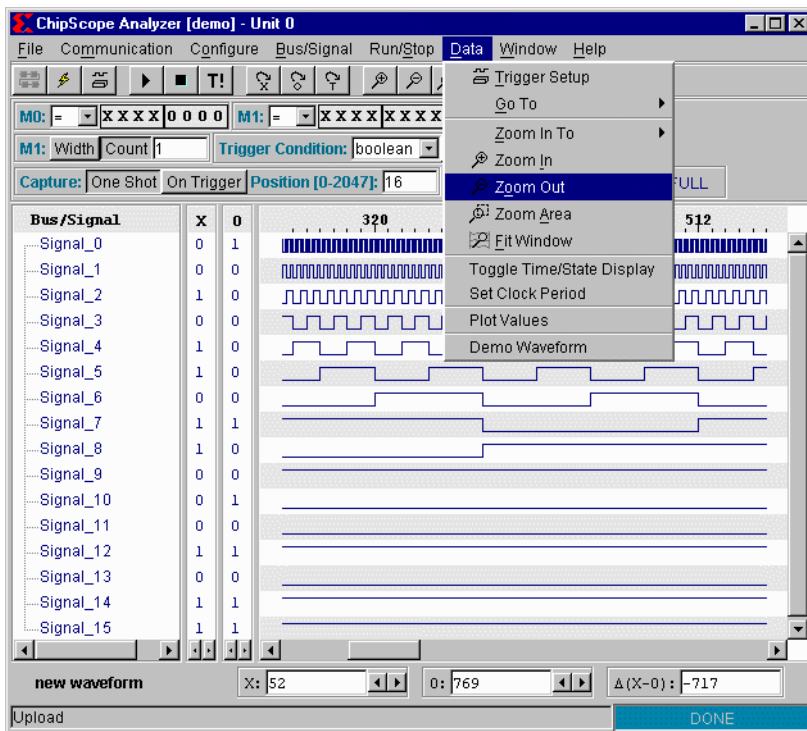 ChipScope Analyzer [demo] - Unit 0
File Communication Configure Bus/Signal Run/Stop Data Window Help
T!
Trigger Setup
Go To
Zoom In To
Zoom In
Zoom Out
Zoom Area
Fit Window
Toggle Time/State Display
Set Clock Period
Plot Values
Demo Waveform
M0: = X X X X 0 0 0 0 M1: = X X X X X X X X
M1: Width Count 1 Trigger Condition: boolean
Capture: One Shot On Trigger Position [0-2047]: 16 FULL
Bus/Signal X O 320 512
Signal_0 0 1
Signal_1 0 0
Signal_2 1 0
Signal_3 0 0
Signal_4 1 0
Signal_5 1 0
Signal_6 0 0
Signal_7 1 1
Signal_8 1 0
Signal_9 0 0
Signal_10 0 1
Signal_11 0 0
Signal_12 1 1
Signal_13 0 0
Signal_14 1 1
Signal_15 1 1
new waveform X: 52 O: 769 Δ(X-O): -717
Upload DONE